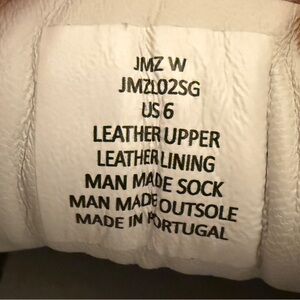 JMZ W
JMZL02SG
US 6
LEATHER UPPER
LEATHER LINING
MAN MADE SOCK
MAN MADE OUTSOLE
MADE IN PORTUGAL